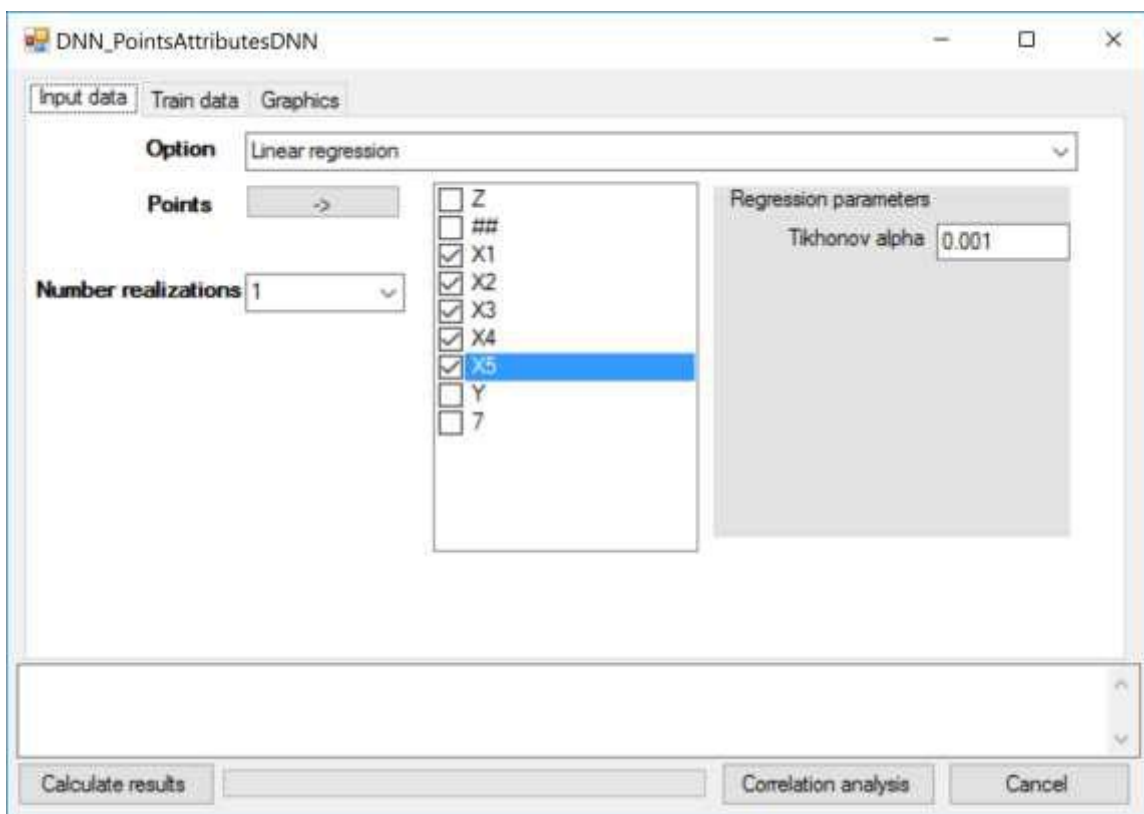 DNN_PointsAttributesDNN
Input data Train data Graphics
Option Linear regression
Points -> Z Regression parameters
## Tikhonov alpha 0.001
X1
Number realizations 1 X2
X3
X4
X5
Y
7
Calculate results Correlation analysis Cancel